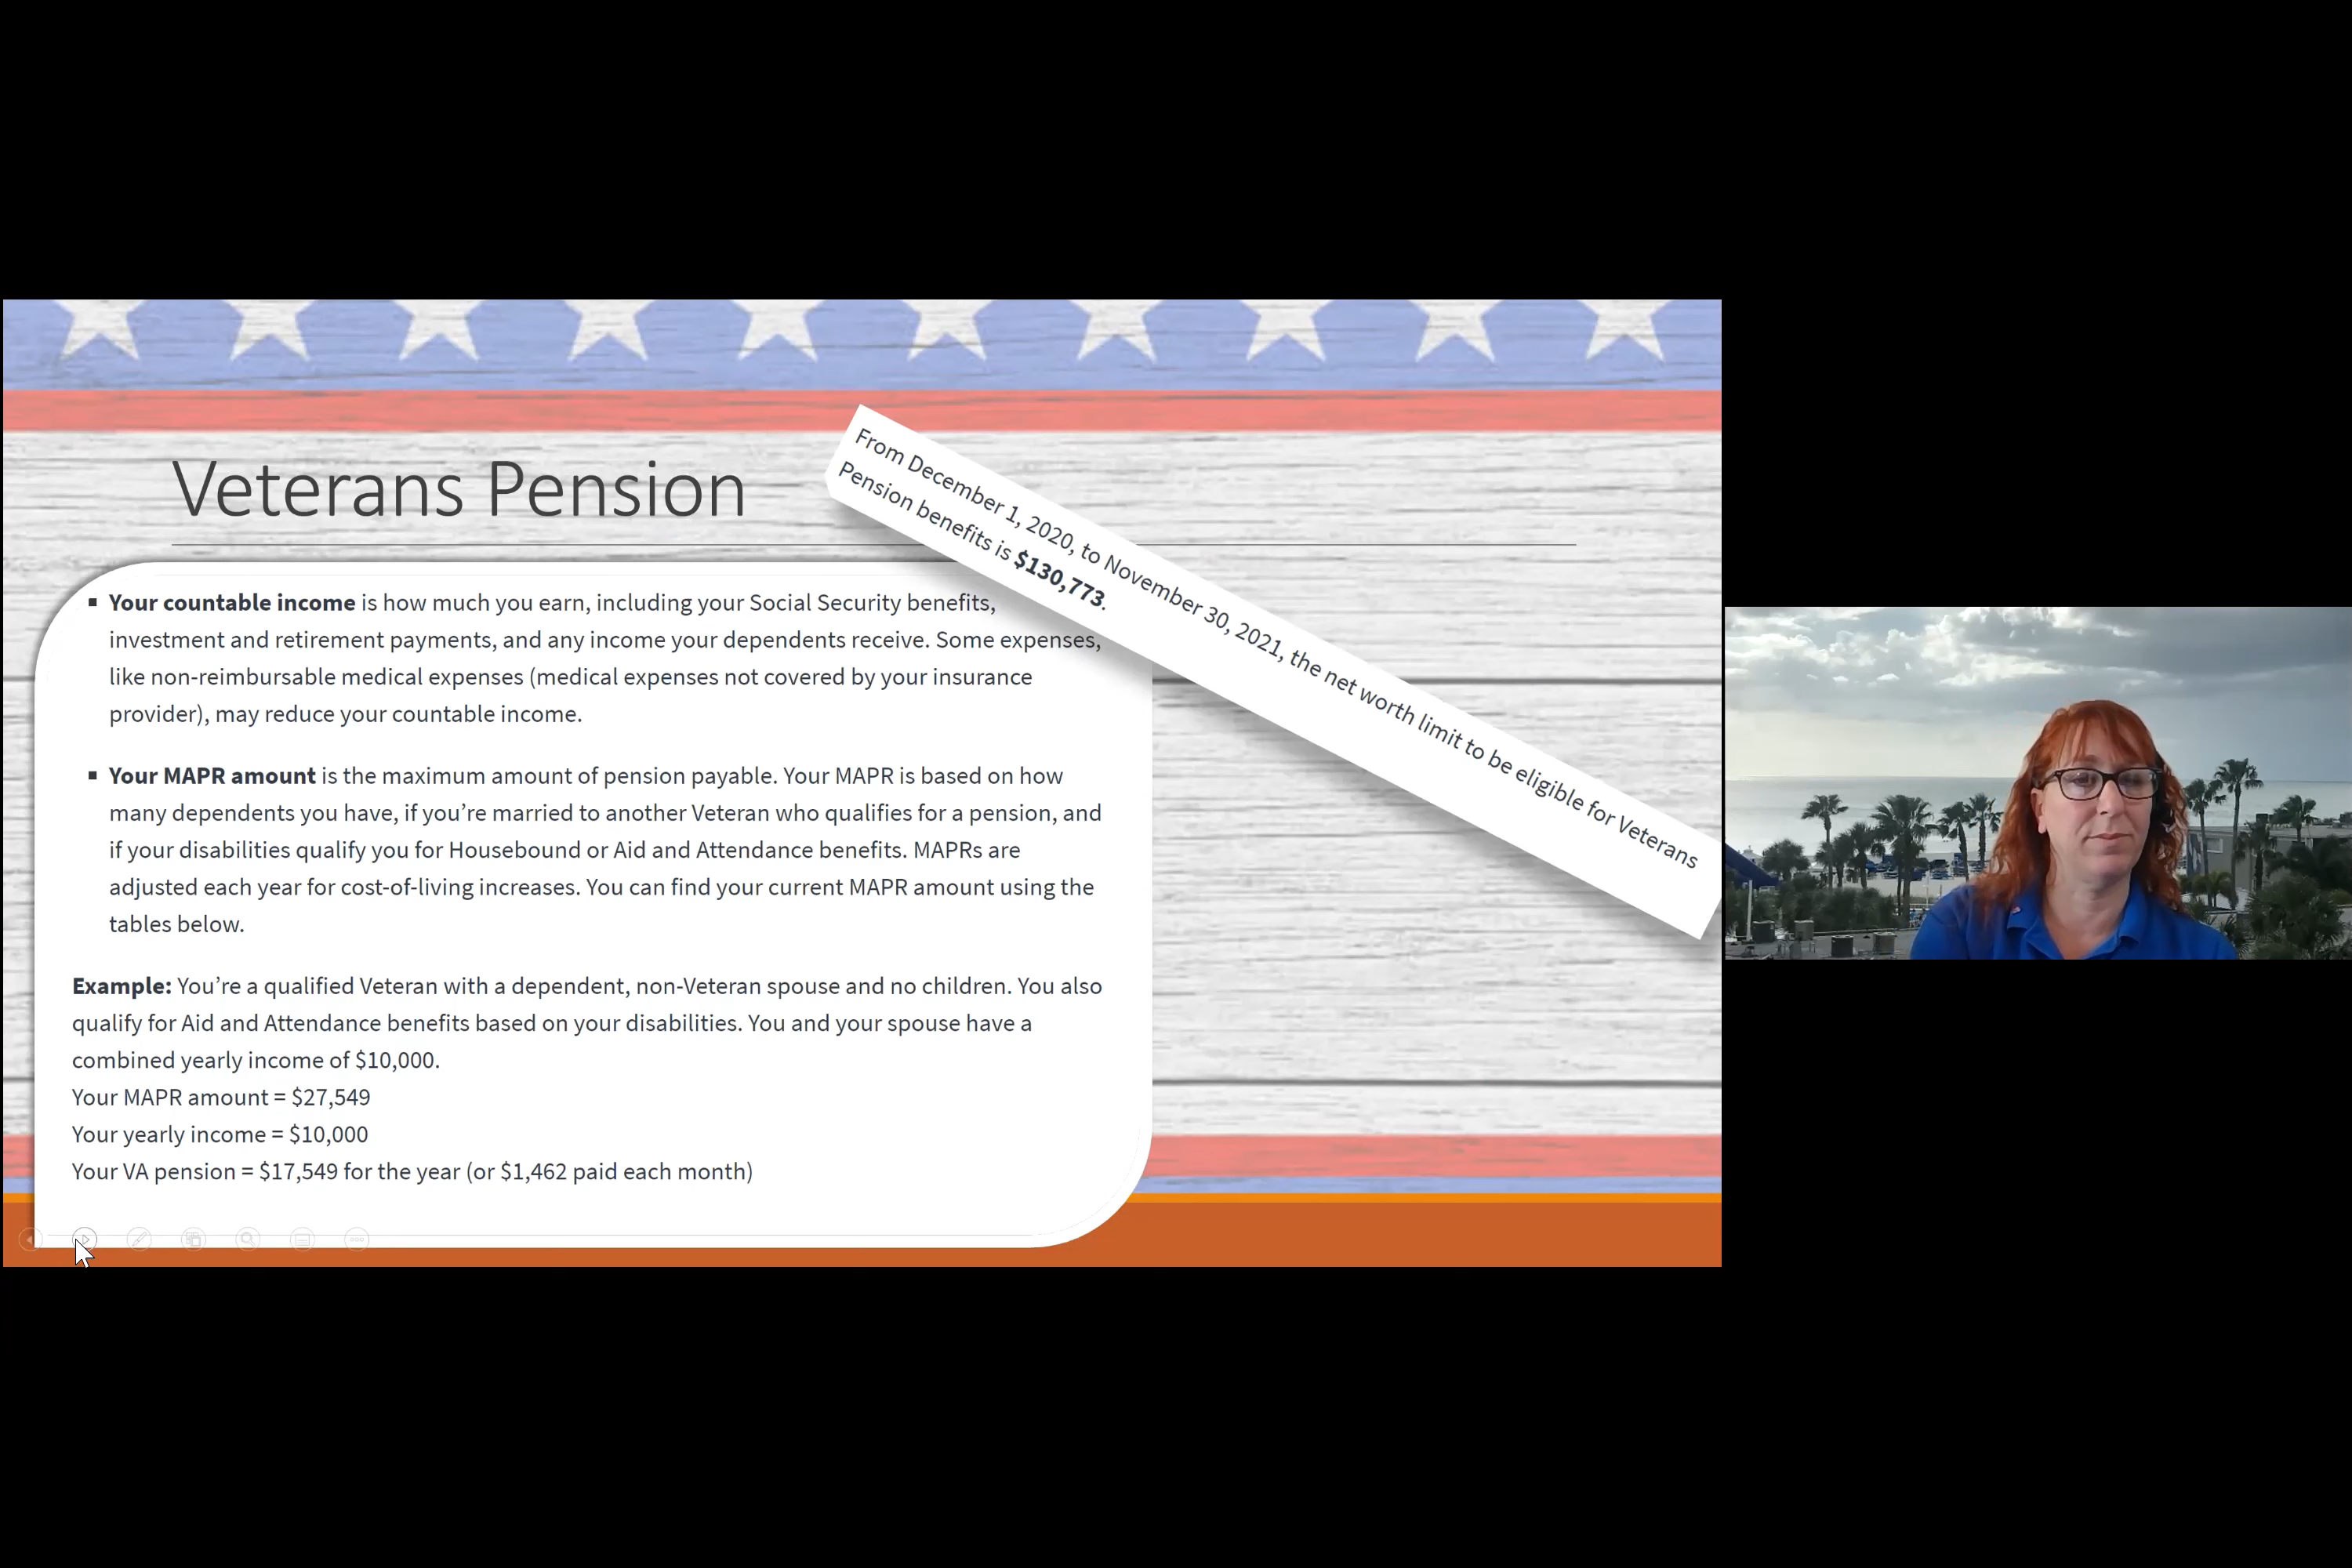 Veterans Pension
From December 1, 2020, to November 30, 2021, the net worth limit to be eligible for Veterans
Pension benefits is $130,773.
▪ Your countable income is how much you earn, including your Social Security benefits,
investment and retirement payments, and any income your dependents receive. Some expenses,
like non-reimbursable medical expenses (medical expenses not covered by your insurance
provider), may reduce your countable income.
▪ Your MAPR amount is the maximum amount of pension payable. Your MAPR is based on how
many dependents you have, if you’re married to another Veteran who qualifies for a pension, and
if your disabilities qualify you for Housebound or Aid and Attendance benefits. MAPRs are
adjusted each year for cost-of-living increases. You can find your current MAPR amount using the
tables below.
Example: You’re a qualified Veteran with a dependent, non-Veteran spouse and no children. You also
qualify for Aid and Attendance benefits based on your disabilities. You and your spouse have a
combined yearly income of $10,000.
Your MAPR amount = $27,549
Your yearly income = $10,000
Your VA pension = $17,549 for the year (or $1,462 paid each month)